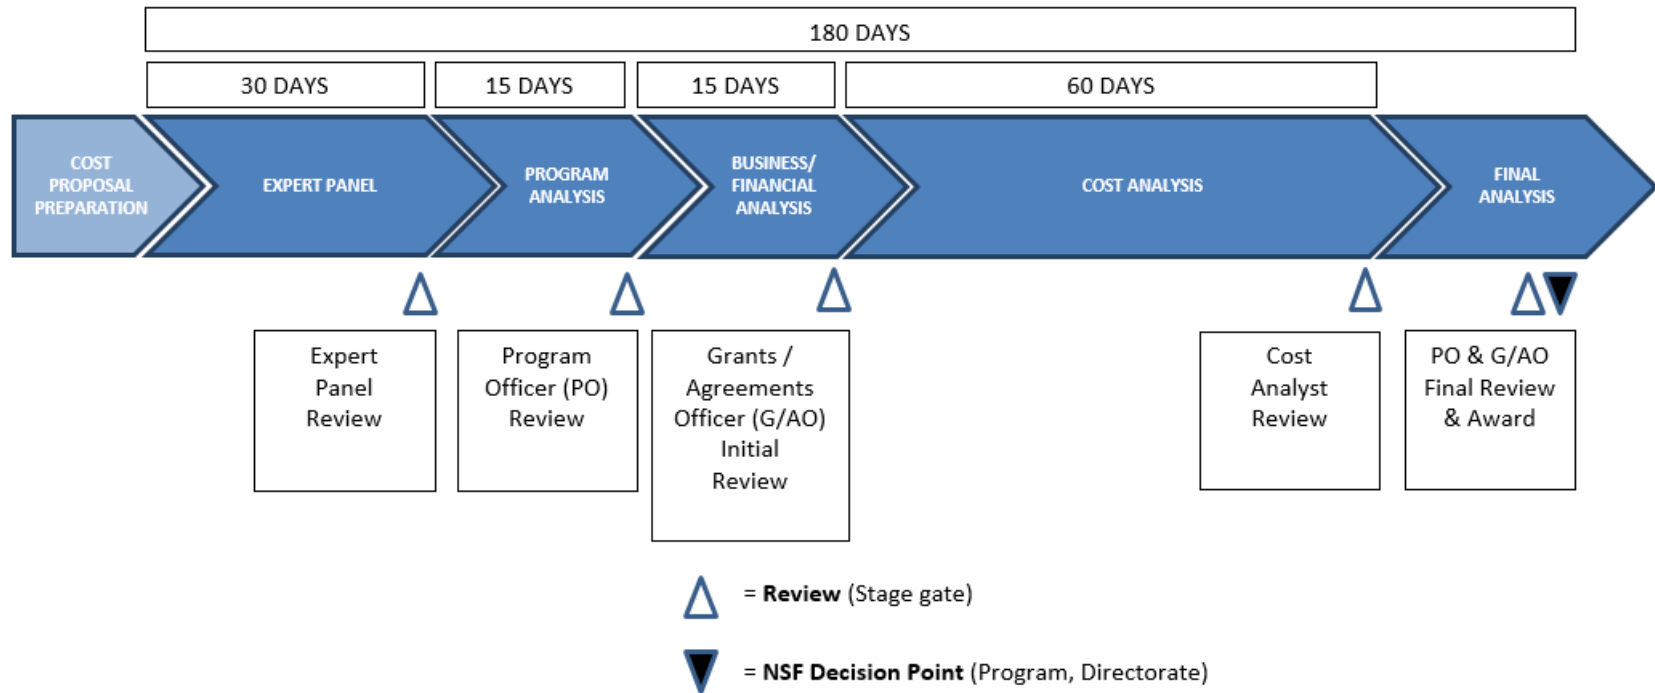 180 DAYS
30 DAYS
15 DAYS
15 DAYS
60 DAYS
COST
PROPOSAL
PREPARATION
EXPERT PANEL
PROGRAM
ANALYSIS
BUSINESS/
FINANCIAL
ANALYSIS
COST ANALYSIS
FINAL
ANALYSIS
Expert
Panel
Review
Program
Officer (PO)
Review
Grants /
Agreements
Officer (G/AO)
Initial
Review
Cost
Analyst
Review
PO & G/AO
Final Review
& Award
= Review (Stage gate)
= NSF Decision Point (Program, Directorate)